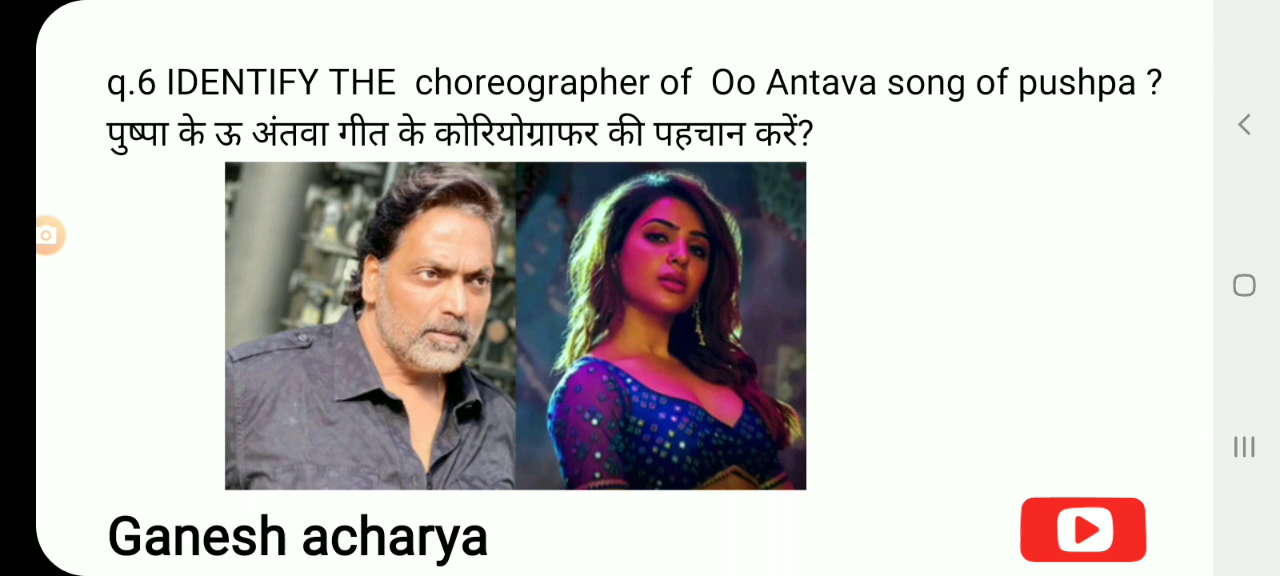 q.6 IDENTIFY THE choreographer of Oo Antava song of pushpa ?
पुष्पा के ऊ अंतवा गीत के कोरियोग्राफर की पहचान करें?
Ganesh acharya